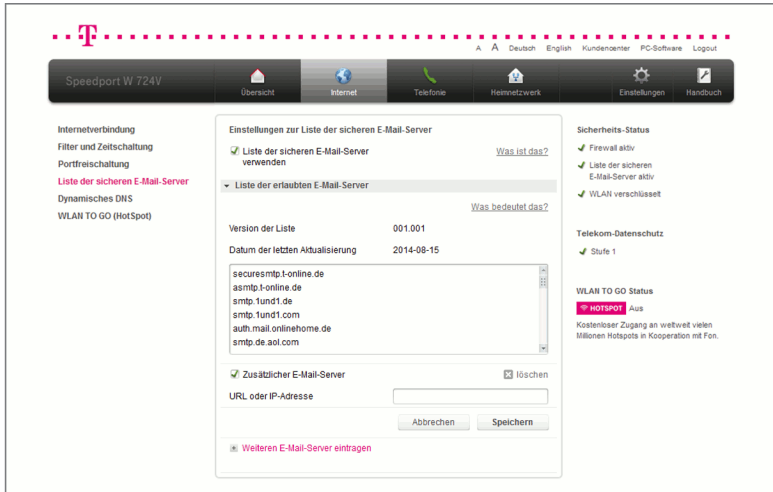 T
A A Deutsch English Kundencenter PC-Software Logout
Speedport W 724V
Übersicht Internet Telefonie Heimnetzwerk Einstellungen Handbuch
Internetverbindung
Filter und Zeitschaltung
Portfreischaltung
Liste der sicheren E-Mail-Server
Dynamisches DNS
WLAN TO GO (HotSpot)
Einstellungen zur Liste der sicheren E-Mail-Server
Liste der sicheren E-Mail-Server
verwenden
Was ist das?
Liste der erlaubten E-Mail-Server
Was bedeutet das?
Version der Liste 001.001
Datum der letzten Aktualisierung 2014-08-15
securesmtp.t-online.de
asmtp.t-online.de
smtp.1und1.de
smtp.1und1.com
auth.mail.onlinehome.de
smtp.de.aol.com
Zusätzlicher E-Mail-Server löschen
URL oder IP-Adresse
Abbrechen Speichern
Weiteren E-Mail-Server eintragen
Sicherheits-Status
Firewall aktiv
Liste der sicheren
E-Mail-Server aktiv
WLAN verschlüsselt
Telekom-Datenschutz
Stufe 1
WLAN TO GO Status
HOTSPOT Aus
Kostenloser Zugang an weltweit vielen
Millionen Hotspots in Kooperation mit Fon.